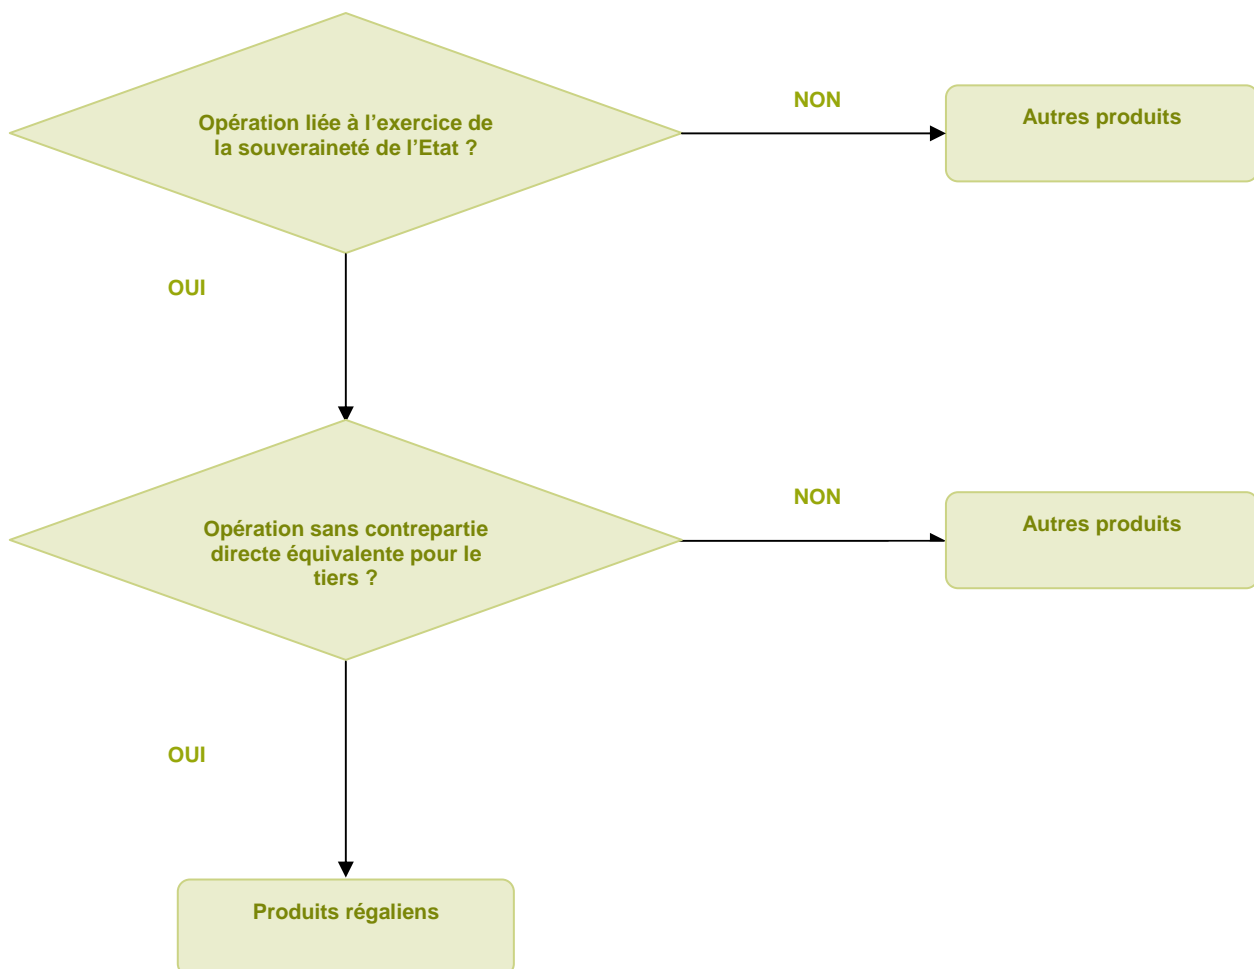 Opération liée à l’exercice de
la souveraineté de l’Etat ?
NON
Autres produits
OUI
Opération sans contrepartie
directe équivalente pour le
tiers ?
NON
Autres produits
OUI
Produits régaliens